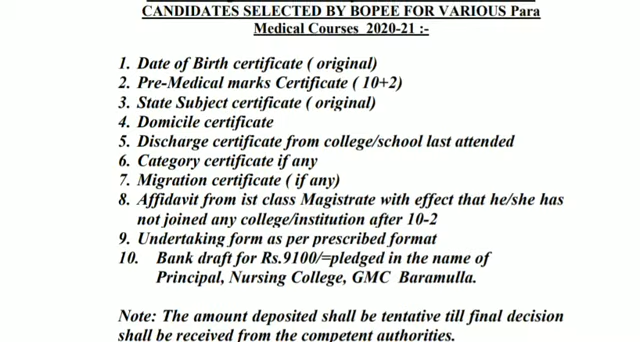 CANDIDATES SELECTED BY BOPEE FOR VARIOUS Para
Medical Courses 2020-21 :-
1. Date of Birth certificate ( original)
2. Pre-Medical marks Certificate ( 10+2)
3. State Subject certificate ( original)
4. Domicile certificate
5. Discharge certificate from college/school last attended
6. Category certificate if any
7. Migration certificate ( if any)
8. Affidavit from ist class Magistrate with effect that he/she has
not joined any college/institution after 10-2
9. Undertaking form as per prescribed format
10. Bank draft for Rs.9100/=pledged in the name of
Principal, Nursing College, GMC Baramulla.
Note: The amount deposited shall be tentative till final decision
shall be received from the competent authorities.